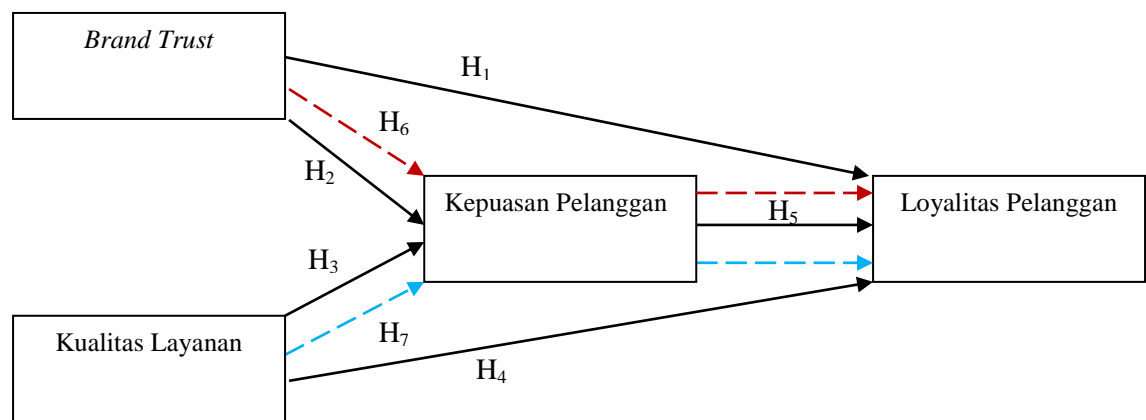 Brand Trust
H₁
H₆
H₂
Kepuasan Pelanggan
Loyalitas Pelanggan
H₅
H₃
Kualitas Layanan
H₇
H₄